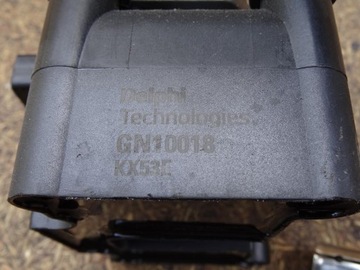 Delphi
Technologies
GN10018
KX53E